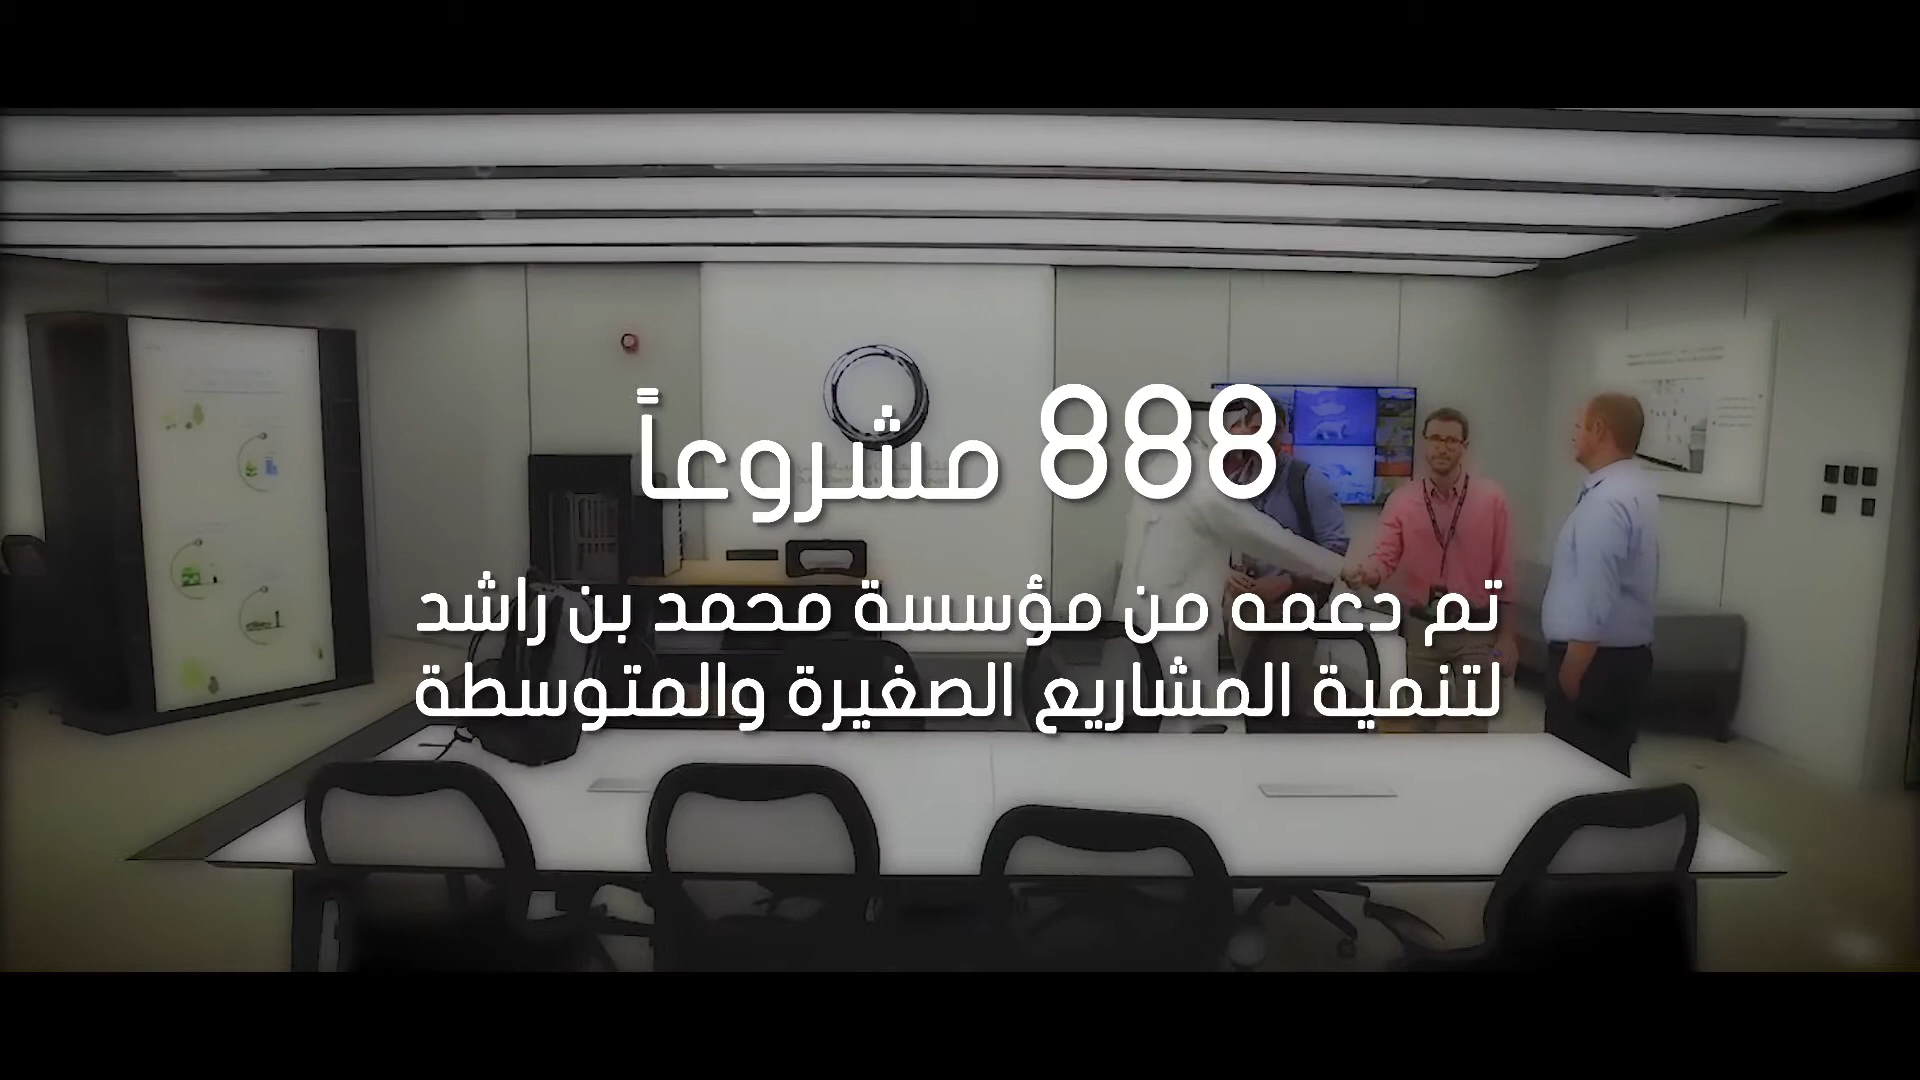 888 مشروعاً
تم دعمه من مؤسسة محمد بن راشد
لتنمية المشاريع الصغيرة والمتوسطة